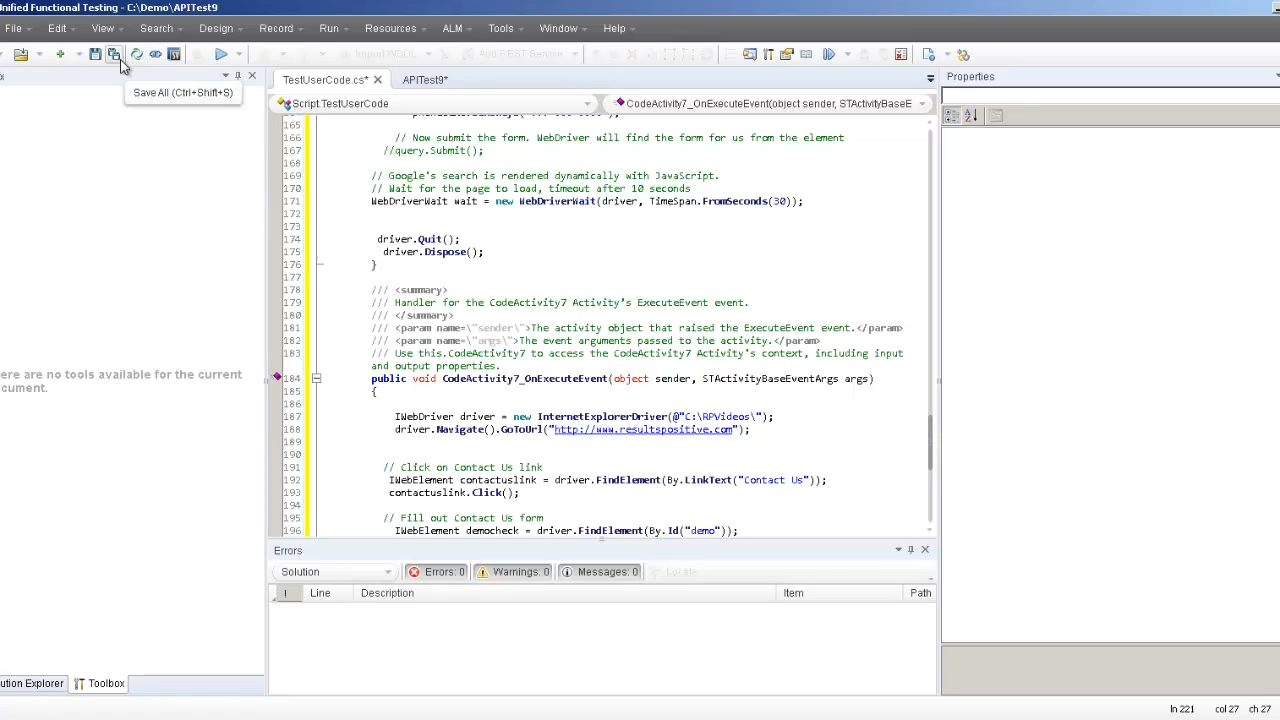 Unified Functional Testing - C:\Demo\APITest9
File Edit View Search Design Record Run Resources ALM Tools Window Help
Import WSDL Add REST Service
x
Save All (Ctrl+Shift+S)
TestUserCode.cs* APITest9*
Properties
Script.TestUserCode CodeActivity7_OnExecuteEvent(object sender, STActivityBaseE
165
166 // Now submit the form. WebDriver will find the form for us from the element
167 //query.Submit();
168
169 // Google's search is rendered dynamically with JavaScript.
170 // Wait for the page to load, timeout after 10 seconds
171 WebDriverWait wait = new WebDriverWait(driver, TimeSpan.FromSeconds(30));
172
173
174 driver.Quit();
175 driver.Dispose();
176 }
177
178 /// <summary>
179 /// Handler for the CodeActivity7 Activity's ExecuteEvent event.
180 /// </summary>
181 /// <param name=\"sender\">The activity object that raised the ExecuteEvent event.</param>
182 /// <param name=\"args\">The event arguments passed to the activity.</param>
183 /// Use this.CodeActivity7 to access the CodeActivity7 Activity's context, including input
and output properties.
184 public void CodeActivity7_OnExecuteEvent(object sender, STActivityBaseEventArgs args)
185 {
186
187 IWebDriver driver = new InternetExplorerDriver(@"C:\RPVideos\");
188 driver.Navigate().GoToUrl("http://www.resultspositive.com");
189
190
191 // Click on Contact Us link
192 IWebElement contactuslink = driver.FindElement(By.LinkText("Contact Us"));
193 contactuslink.Click();
194
195 // Fill out Contact Us form
196 IWebElement democheck = driver.FindElement(By.Id("demo"));
here are no tools available for the current
document.
Errors
Solution Errors: 0 Warnings: 0 Messages: 0 Locate
! Line Description Item Path
ution Explorer Toolbox
ln 221 col 27 ch 27